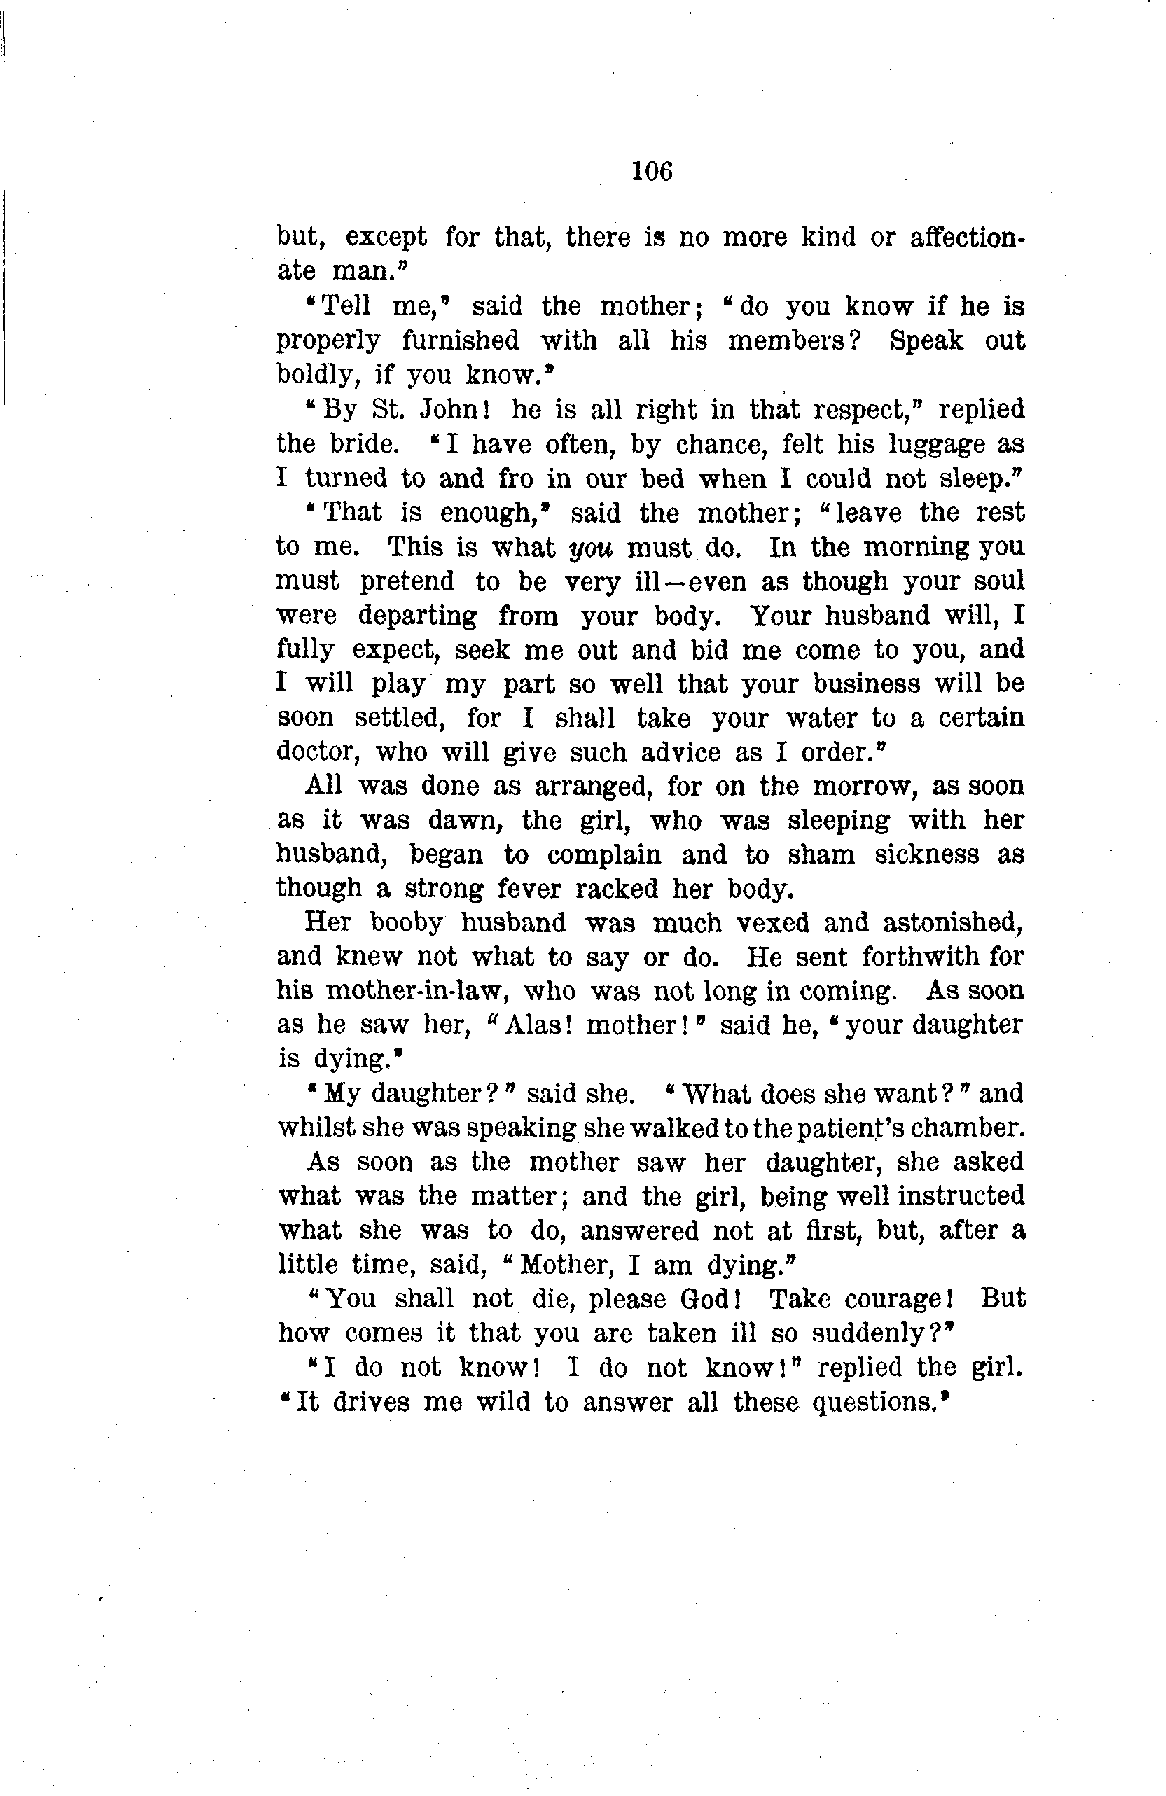 106
but, except for that, there is no more kind or affection-
ate man."
"Tell me," said the mother; "do you know if he is
properly furnished with all his members? Speak out
boldly, if you know."
"By St. John! he is all right in that respect," replied
the bride. "I have often, by chance, felt his luggage as
I turned to and fro in our bed when I could not sleep."
"That is enough," said the mother; "leave the rest
to me. This is what you must do. In the morning you
must pretend to be very ill—even as though your soul
were departing from your body. Your husband will, I
fully expect, seek me out and bid me come to you, and
I will play my part so well that your business will be
soon settled, for I shall take your water to a certain
doctor, who will give such advice as I order."
All was done as arranged, for on the morrow, as soon
as it was dawn, the girl, who was sleeping with her
husband, began to complain and to sham sickness as
though a strong fever racked her body.
Her booby husband was much vexed and astonished,
and knew not what to say or do. He sent forthwith for
his mother-in-law, who was not long in coming. As soon
as he saw her, "Alas! mother!" said he, "your daughter
is dying."
"My daughter?" said she. "What does she want?" and
whilst she was speaking she walked to the patient's chamber.
As soon as the mother saw her daughter, she asked
what was the matter; and the girl, being well instructed
what she was to do, answered not at first, but, after a
little time, said, "Mother, I am dying."
"You shall not die, please God! Take courage! But
how comes it that you are taken ill so suddenly?"
"I do not know! I do not know!" replied the girl.
"It drives me wild to answer all these questions."